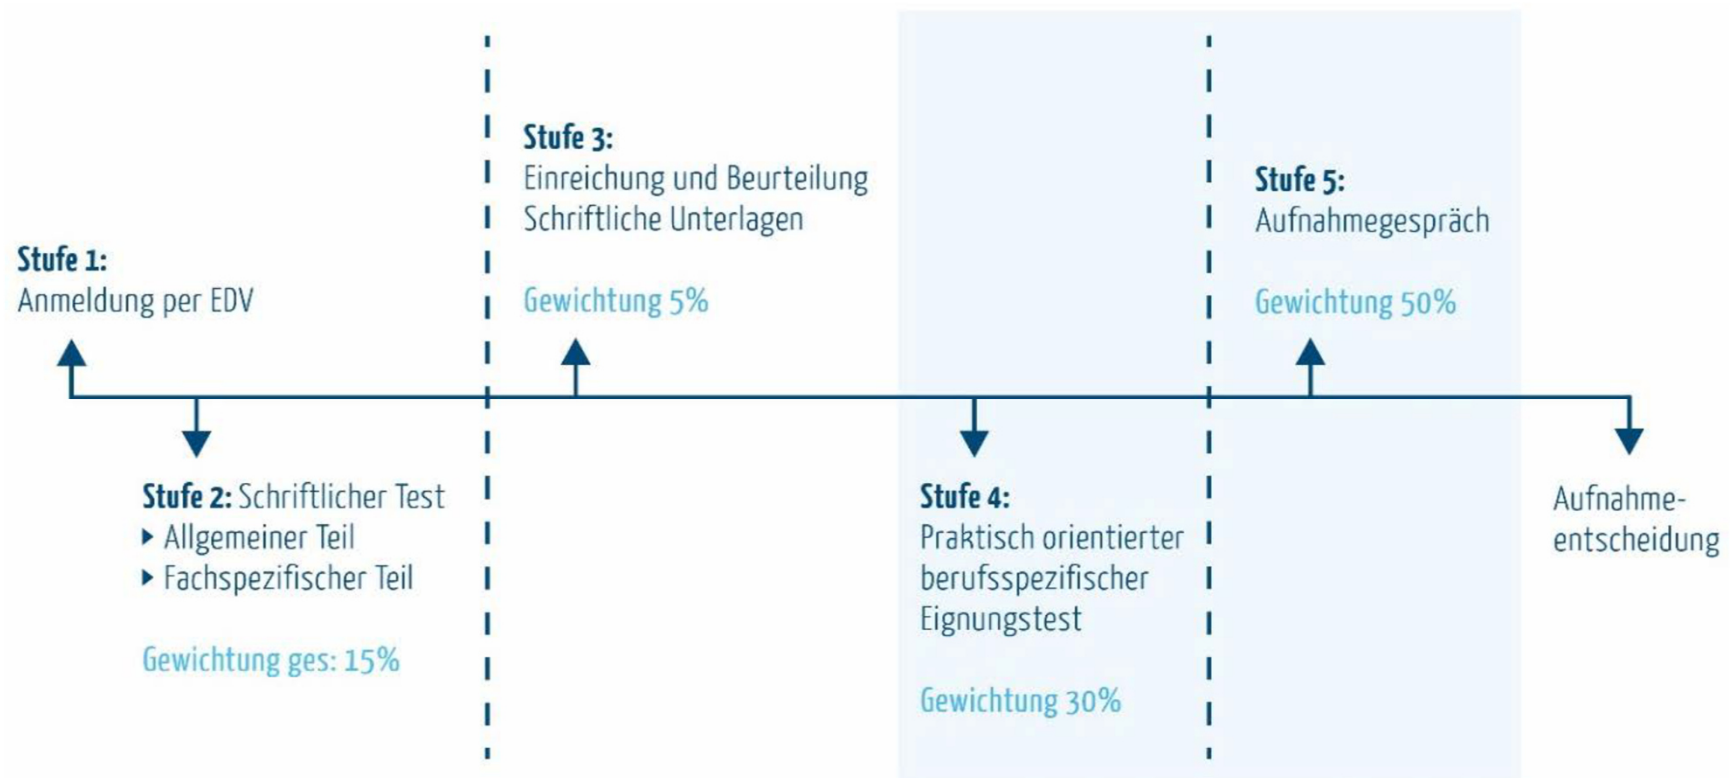 Stufe 1:
Anmeldung per EDV
Stufe 2: Schriftlicher Test
Allgemeiner Teil
Fachspezifischer Teil
Gewichtung ges: 15%
Stufe 3:
Einreichung und Beurteilung
Schriftliche Unterlagen
Gewichtung 5%
Stufe 4:
Praktisch orientierter
berufsspezifischer
Eignungstest
Gewichtung 30%
Stufe 5:
Aufnahmegespräch
Gewichtung 50%
Aufnahme-
entscheidung